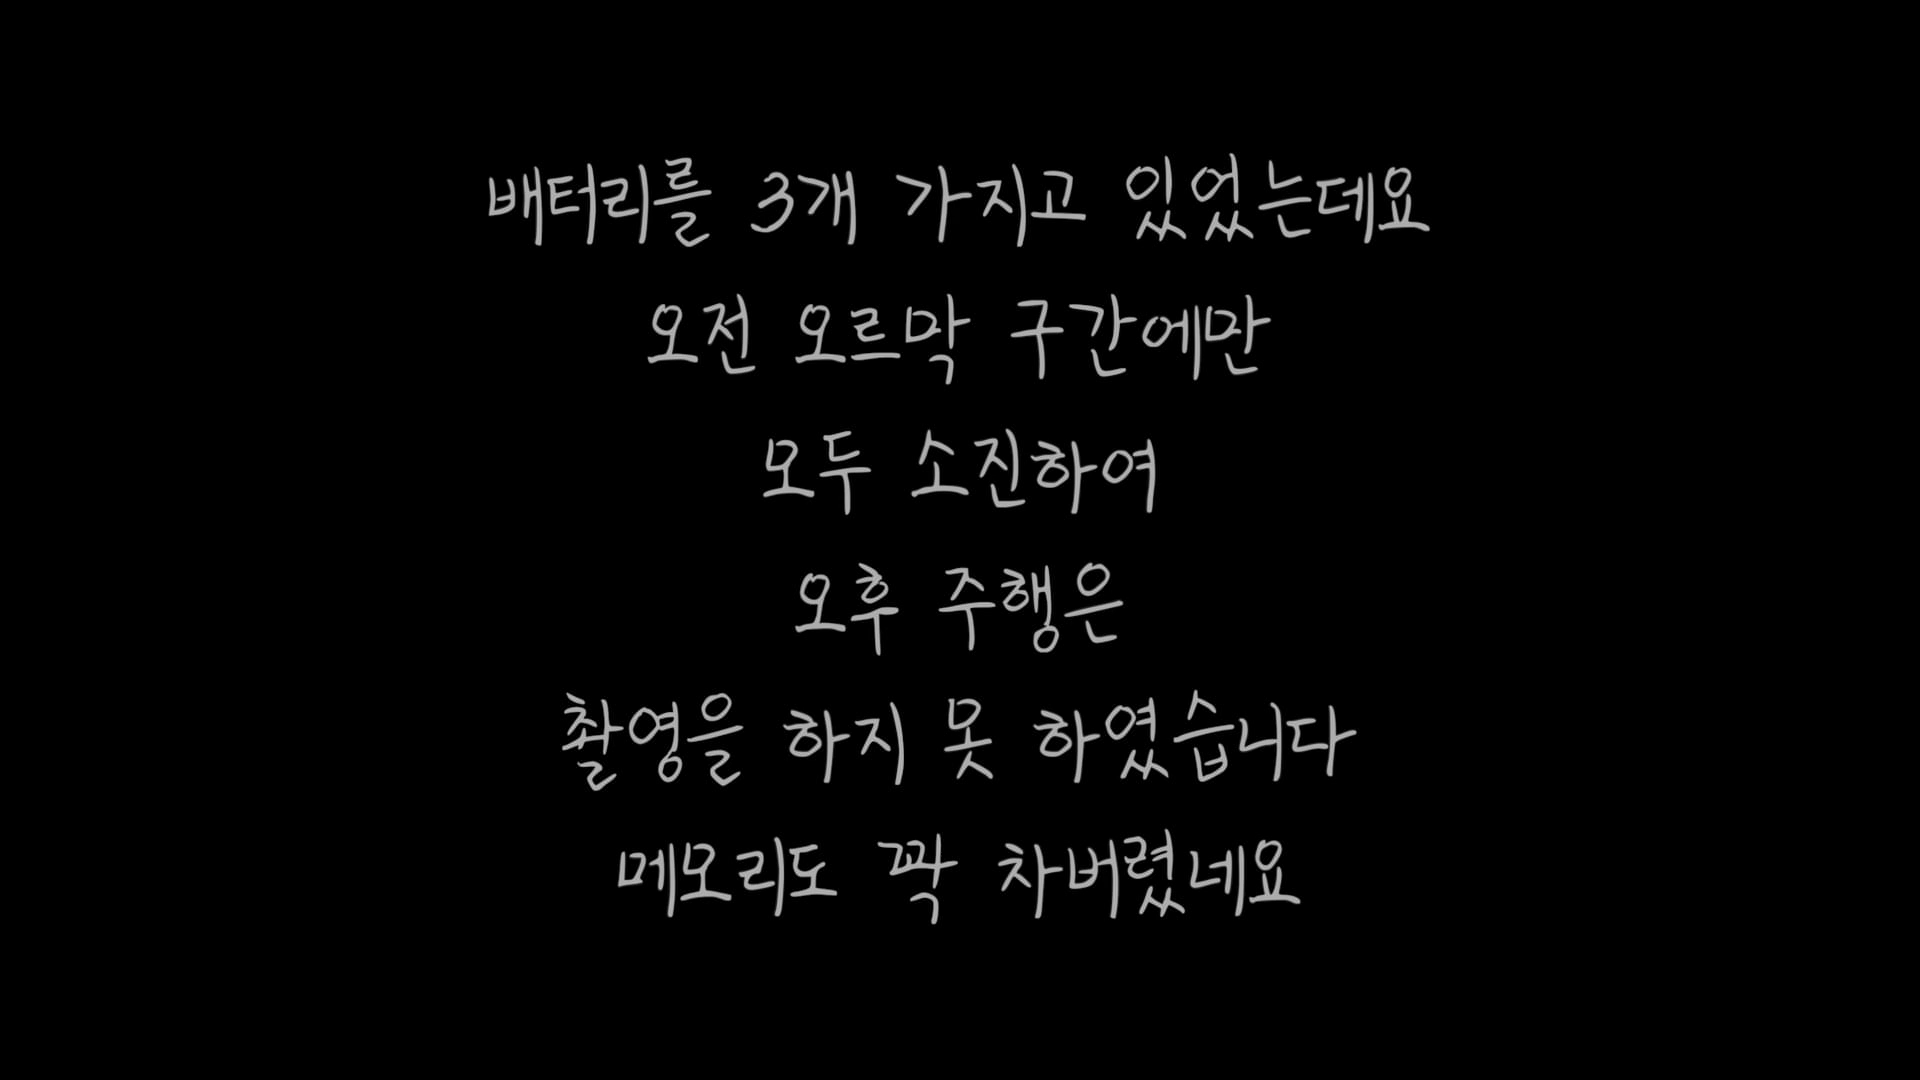 배터리를 3개 가지고 있었는데요
오전 오르막 구간에만
모두 소진하여
오후 주행은
촬영을 하지 못 하였습니다
메모리도 꽉 차버렸네요